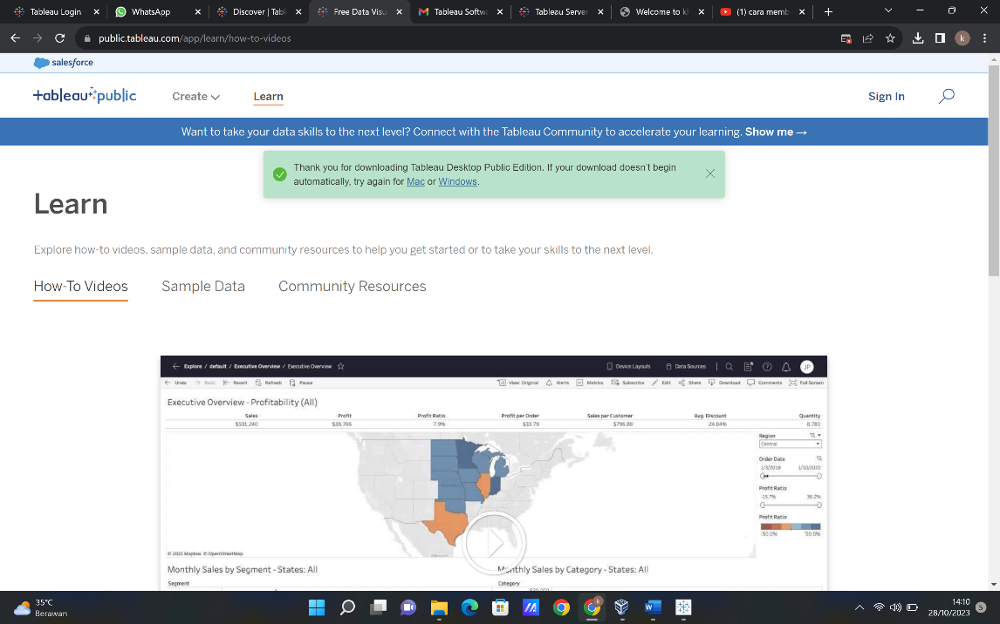 Tableau Login
WhatsApp
Discover | Tabl
Free Data Visu
Tableau Softwa
Tableau Server
Welcome to kh
(1) cara memb
public.tableau.com/app/learn/how-to-videos
k
salesforce
tableau public
Create
Learn
Sign In
Want to take your data skills to the next level? Connect with the Tableau Community to accelerate your learning. Show me →
Thank you for downloading Tableau Desktop Public Edition. If your download doesn't begin
automatically, try again for Mac or Windows.
Learn
Explore how-to videos, sample data, and community resources to help you get started or to take your skills to the next level.
How-To Videos
Sample Data
Community Resources
Explore / default / Executive Overview / Executive Overview
Device Layouts
Data Sources
JP
Undo
Redo
Revert
Refresh
Pause
View: Original
Alerts
Metrics
Subscribe
Edit
Share
Download
Comments
Full Screen
Executive Overview - Profitability (All)
Sales Profit Profit Ratio Profit per Order Sales per Customer Avg. Discount Quantity
$501,240 $39,706 7.9% $33.79 $796.88 24.04% 8,780
Region
Central
Order Date
1/3/2018 1/10/2022
Profit Ratio
-15.7% 36.2%
Profit Ratio
-50.0% 50.0%
Mexico
© 2021 Mapbox © OpenStreetMap
Monthly Sales by Segment - States: All
Monthly Sales by Category - States: All
Segment
Category
35°C
Berawan
k
14:10
28/10/2023
5